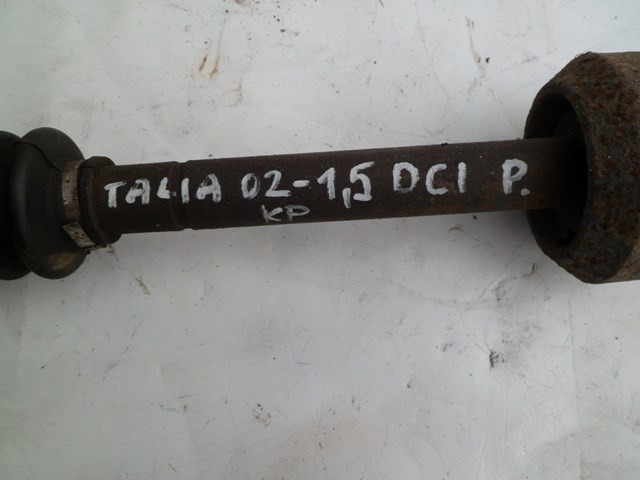 TALIA 02-1,5 DCI P.
KP